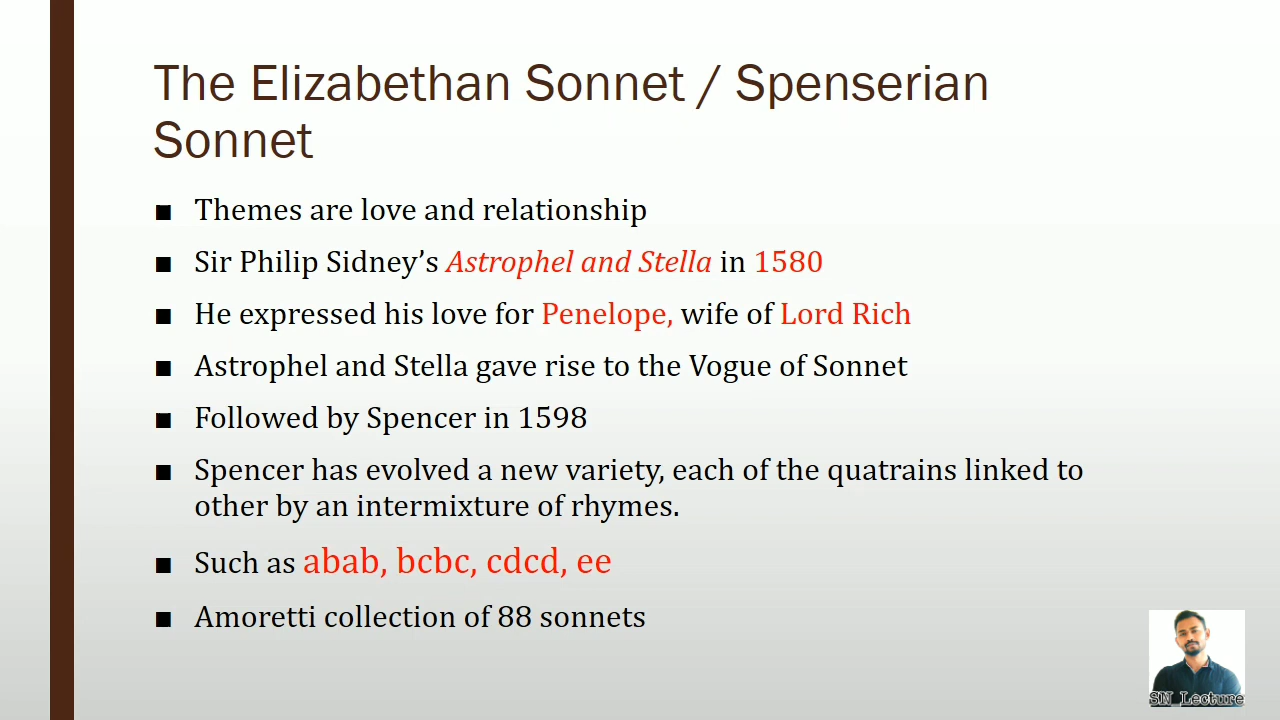 The Elizabethan Sonnet / Spenserian
Sonnet
■ Themes are love and relationship
■ Sir Philip Sidney's Astrophel and Stella in 1580
■ He expressed his love for Penelope, wife of Lord Rich
■ Astrophel and Stella gave rise to the Vogue of Sonnet
■ Followed by Spencer in 1598
■ Spencer has evolved a new variety, each of the quatrains linked to
other by an intermixture of rhymes.
■ Such as abab, bcbc, cdcd, ee
■ Amoretti collection of 88 sonnets
SN Lecture